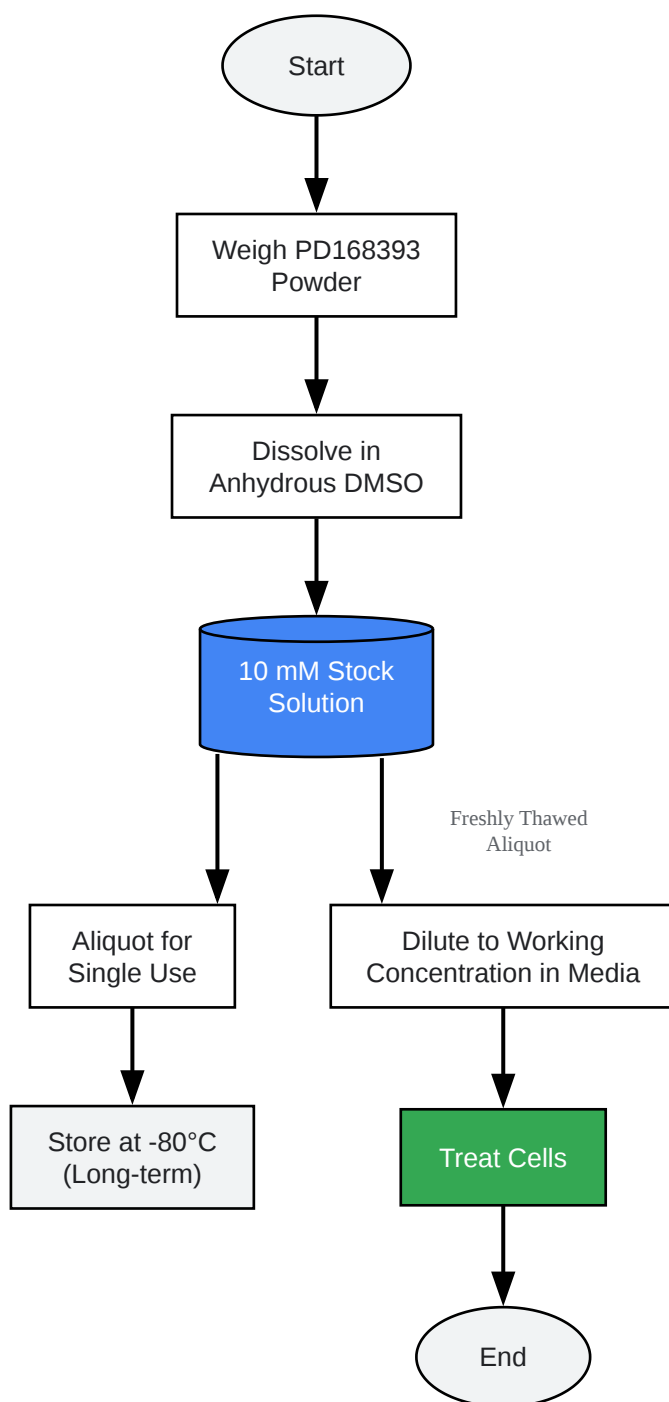 Start
Weigh PD168393
Powder
Dissolve in
Anhydrous DMSO
10 mM Stock
Solution
Freshly Thawed
Aliquot
Aliquot for
Single Use
Dilute to Working
Concentration in Media
Store at -80°C
(Long-term)
Treat Cells
End